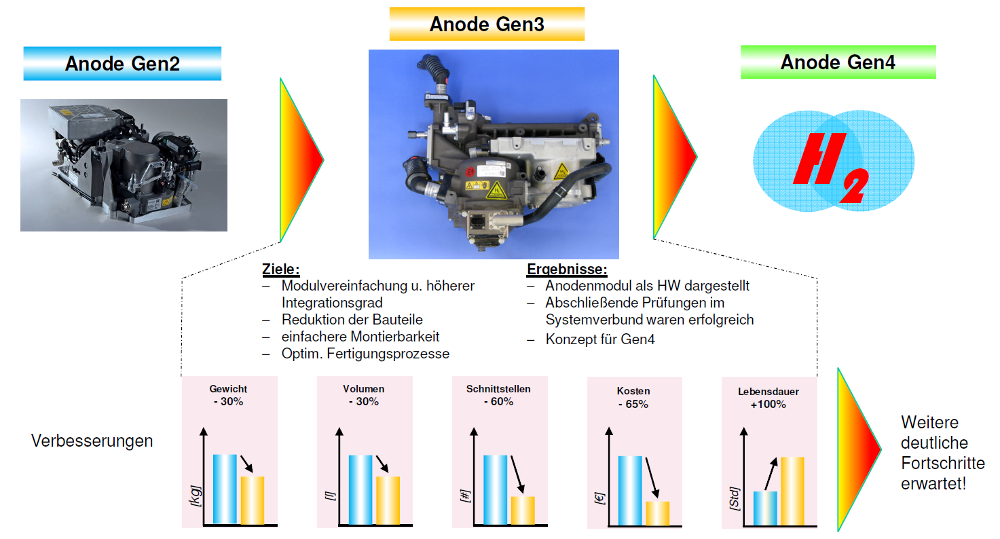 Anode Gen2
Anode Gen3
Anode Gen4
H2
Ziele:
– Modulvereinfachung u. höherer
Integrationsgrad
– Reduktion der Bauteile
– einfachere Montierbarkeit
– Optim. Fertigungsprozesse
Ergebnisse:
– Anodenmodul als HW dargestellt
– Abschließende Prüfungen im
Systemverbund waren erfolgreich
– Konzept für Gen4
Verbesserungen
Gewicht
- 30%
[kg]
Volumen
- 30%
[l]
Schnittstellen
- 60%
[#]
Kosten
- 65%
[€]
Lebensdauer
+100%
[Std]
Weitere
deutliche
Fortschritte
erwartet!